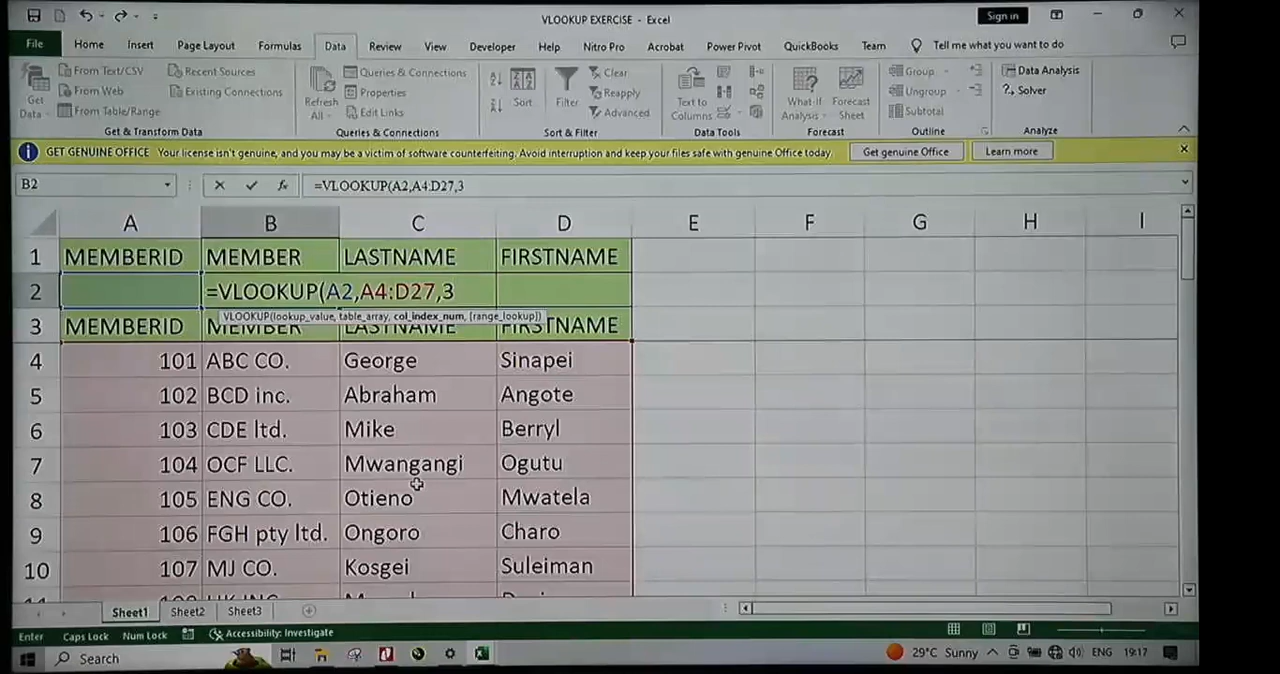 VLOOKUP EXERCISE - Excel
Sign in
File Home Insert Page Layout Formulas Data Review View Developer Help Nitro Pro Acrobat Power Pivot QuickBooks Team Tell me what you want to do
Get Data
From Text/CSV
From Web
From Table/Range
Recent Sources
Existing Connections
Get & Transform Data
Refresh All
Queries & Connections
Properties
Edit Links
Queries & Connections
Sort
Filter
Clear
Reapply
Advanced
Sort & Filter
Text to Columns
Data Tools
What-If Analysis
Forecast Sheet
Forecast
Group
Ungroup
Subtotal
Outline
Data Analysis
Solver
Analyze
GET GENUINE OFFICE Your license isn't genuine, and you may be a victim of software counterfeiting. Avoid interruption and keep your files safe with genuine Office today. Get genuine Office Learn more
B2 fx =VLOOKUP(A2,A4:D27,3
A B C D E F G H I
1 MEMBERID MEMBER LASTNAME FIRSTNAME
2 =VLOOKUP(A2,A4:D27,3
VLOOKUP(lookup_value, table_array, col_index_num, [range_lookup])
3 MEMBERID MEMBER LASTNAME FIRSTNAME
4 101 ABC CO. George Sinapei
5 102 BCD inc. Abraham Angote
6 103 CDE ltd. Mike Berryl
7 104 OCF LLC. Mwangangi Ogutu
8 105 ENG CO. Otieno Mwatela
9 106 FGH pty ltd. Ongoro Charo
10 107 MJ CO. Kosgei Suleiman
Sheet1 Sheet2 Sheet3
Enter Caps Lock Num Lock Accessibility: Investigate
Search 29°C Sunny ENG 19:17